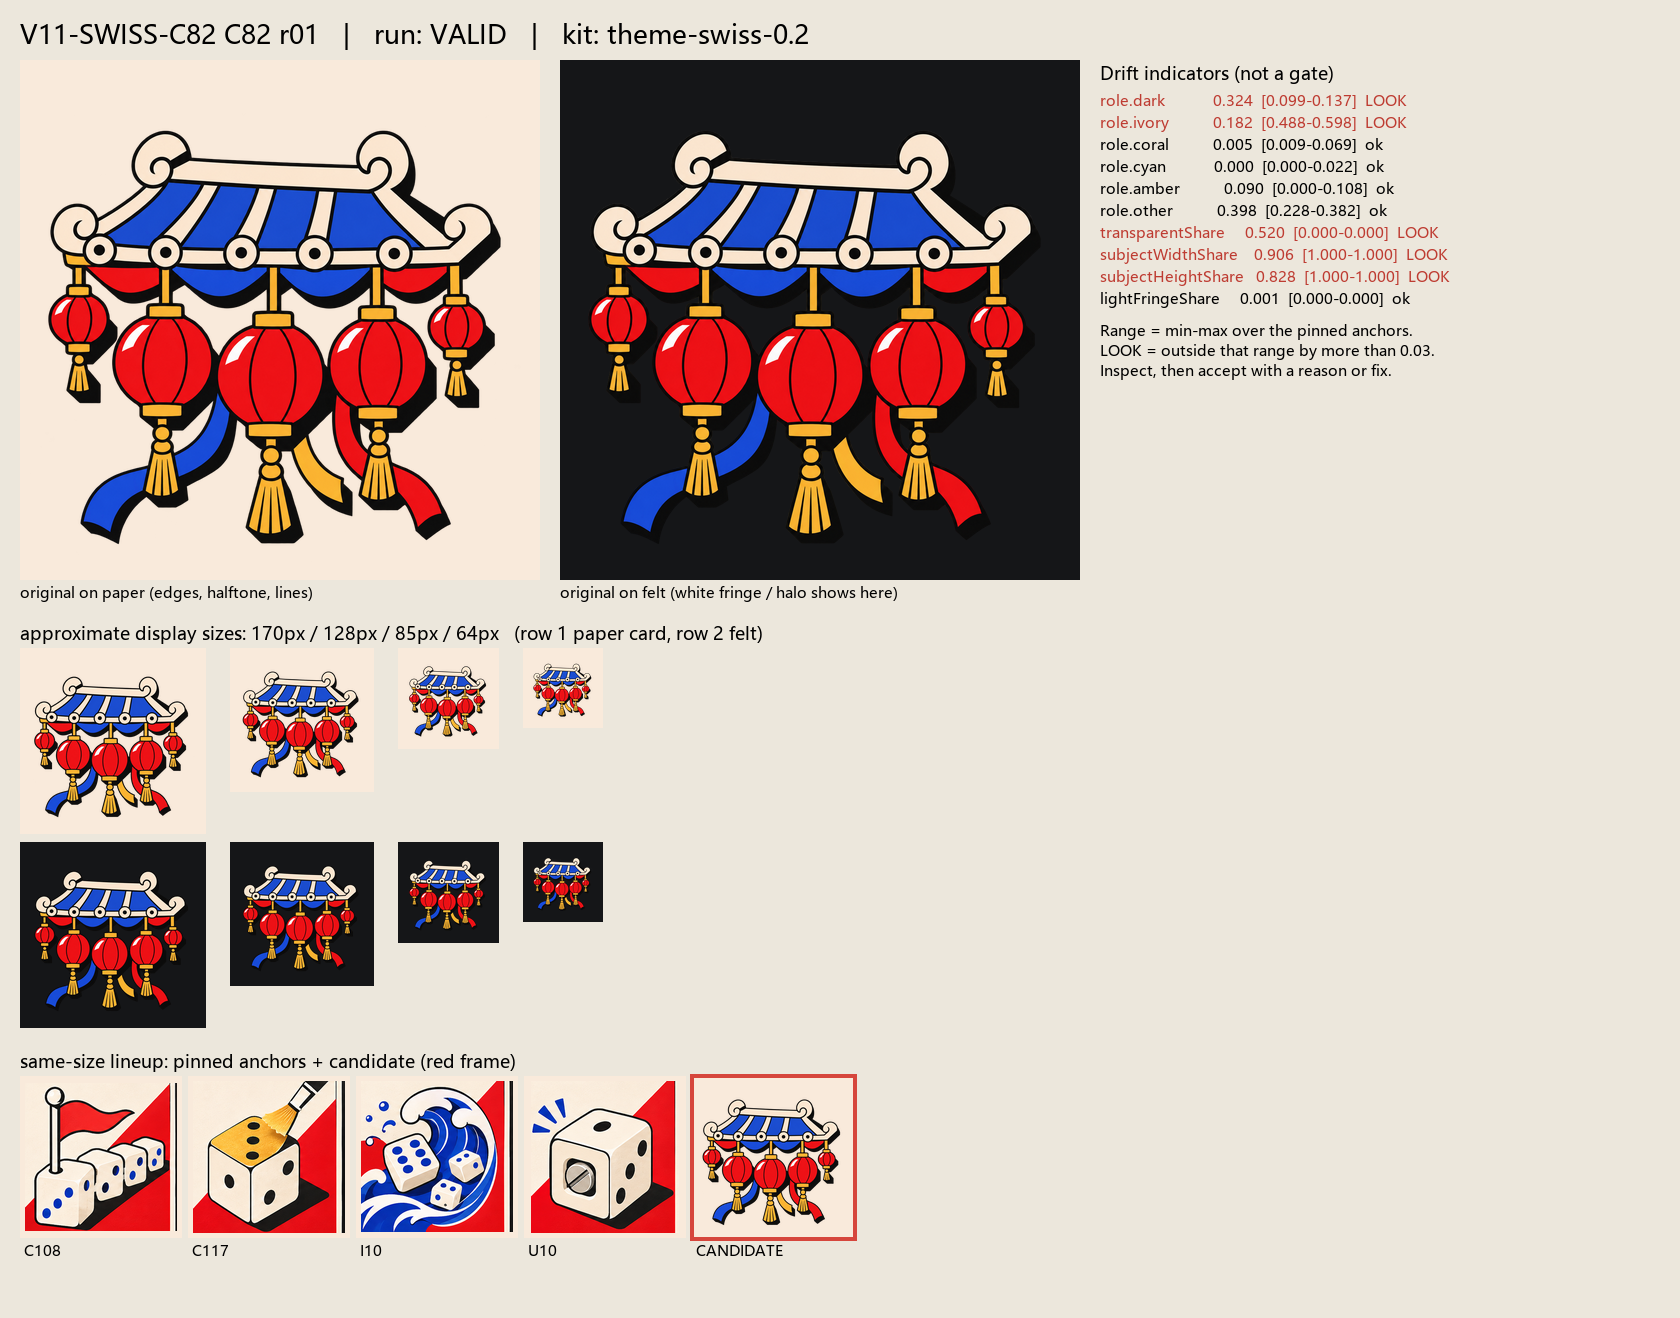 V11-SWISS-C82 C82 r01 | run: VALID | kit: theme-swiss-0.2
Drift indicators (not a gate)
role.dark 0.324 [0.099-0.137] LOOK
role.ivory 0.182 [0.488-0.598] LOOK
role.coral 0.005 [0.009-0.069] ok
role.cyan 0.000 [0.000-0.022] ok
role.amber 0.090 [0.000-0.108] ok
role.other 0.398 [0.228-0.382] ok
transparentShare 0.520 [0.000-0.000] LOOK
subjectWidthShare 0.906 [1.000-1.000] LOOK
subjectHeightShare 0.828 [1.000-1.000] LOOK
lightFringeShare 0.001 [0.000-0.000] ok
Range = min-max over the pinned anchors.
LOOK = outside that range by more than 0.03.
Inspect, then accept with a reason or fix.
original on paper (edges, halftone, lines)
original on felt (white fringe / halo shows here)
approximate display sizes: 170px / 128px / 85px / 64px (row 1 paper card, row 2 felt)
same-size lineup: pinned anchors + candidate (red frame)
C108
C117
I10
U10
CANDIDATE